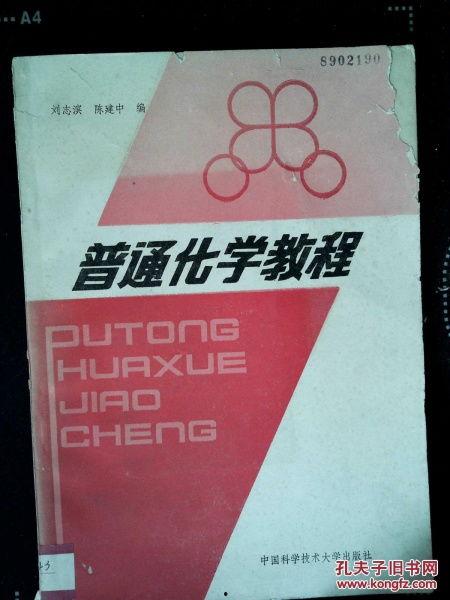 A4
8902190
刘志滨 陈建中 编
普通化学教程
PUTONG
HUAXUE
JIAO
CHENG
中国科学技术大学出版社
孔夫子旧书网
www.kongfz.com